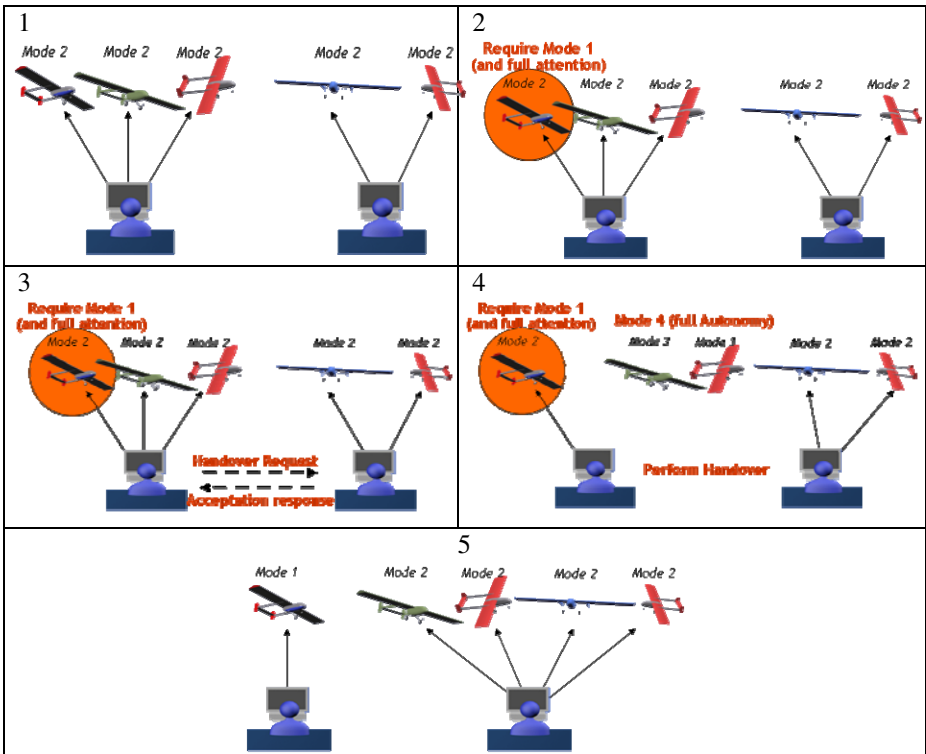 1
Mode 2 Mode 2 Mode 2 Mode 2 Mode 2
2
Require Mode 1
(and full attention)
Mode 2 Mode 2 Mode 2 Mode 2 Mode 2
3
Require Mode 1
(and full attention)
Mode 2 Mode 2 Mode 2 Mode 2 Mode 2
Handover Request
Acceptation response
4
Require Mode 1
(and full attention)
Mode 4 (full Autonomy)
Mode 2 Mode 3 Mode 3 Mode 2 Mode 2
Perform Handover
5
Mode 1 Mode 2 Mode 2 Mode 2 Mode 2